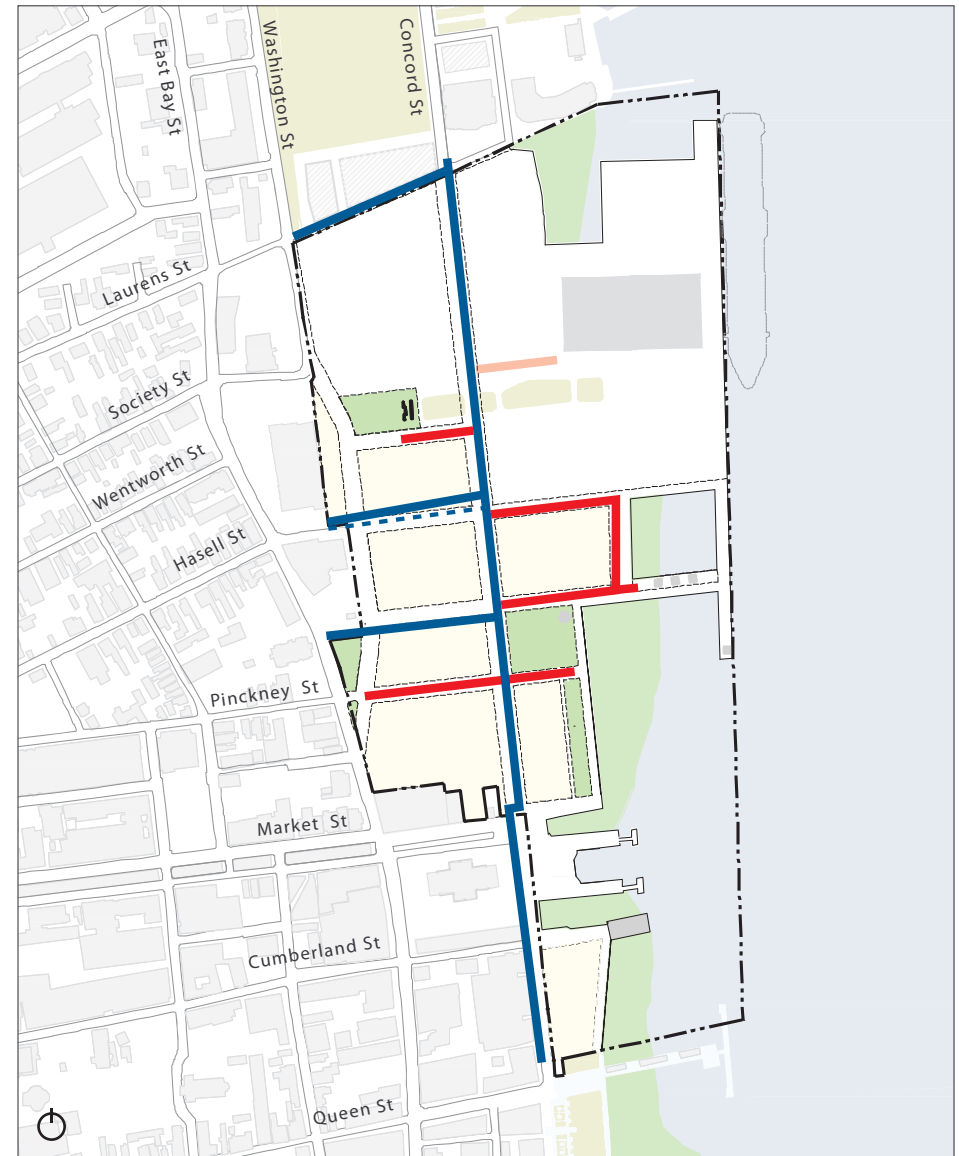 East Bay St
Washington St
Concord St
Laurens St
Society St
Wentworth St
Hasell St
Pinckney St
Market St
Cumberland St
Queen St